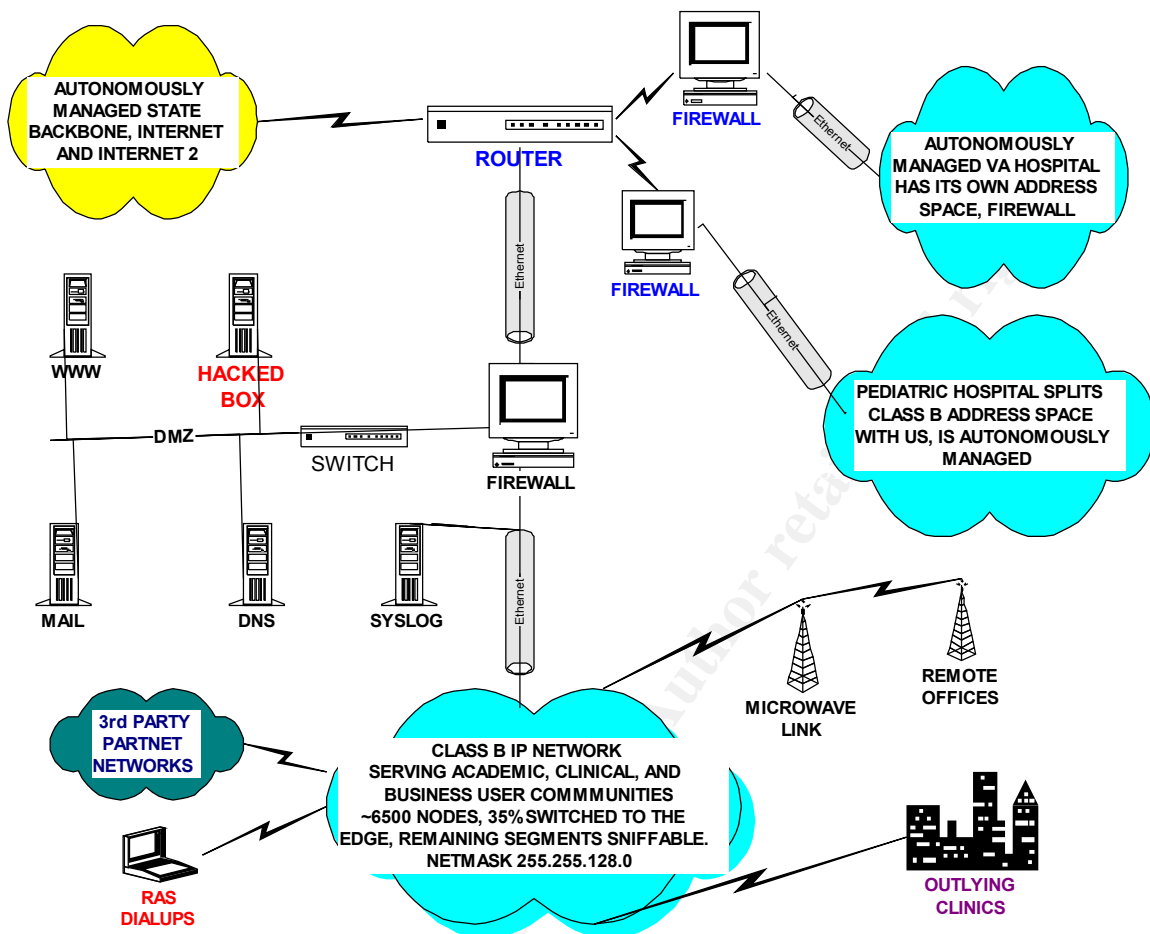 AUTONOMOUSLY
MANAGED STATE
BACKBONE, INTERNET
AND INTERNET 2
ROUTER
FIREWALL
Ethernet
AUTONOMOUSLY
MANAGED VA HOSPITAL
HAS ITS OWN ADDRESS
SPACE, FIREWALL
FIREWALL
Ethernet
PEDIATRIC HOSPITAL SPLITS
CLASS B ADDRESS SPACE
WITH US, IS AUTONOMOUSLY
MANAGED
Ethernet
WWW
HACKED
BOX
DMZ
SWITCH
FIREWALL
MAIL
DNS
SYSLOG
Ethernet
Author retai
MICROWAVE
LINK
REMOTE
OFFICES
3rd PARTY
PARTNET
NETWORKS
CLASS B IP NETWORK
SERVING ACADEMIC, CLINICAL, AND
BUSINESS USER COMMMUNITIES
~6500 NODES, 35% SWITCHED TO THE
EDGE, REMAINING SEGMENTS SNIFFABLE.
NETMASK 255.255.128.0
RAS
DIALUPS
OUTLYING
CLINICS